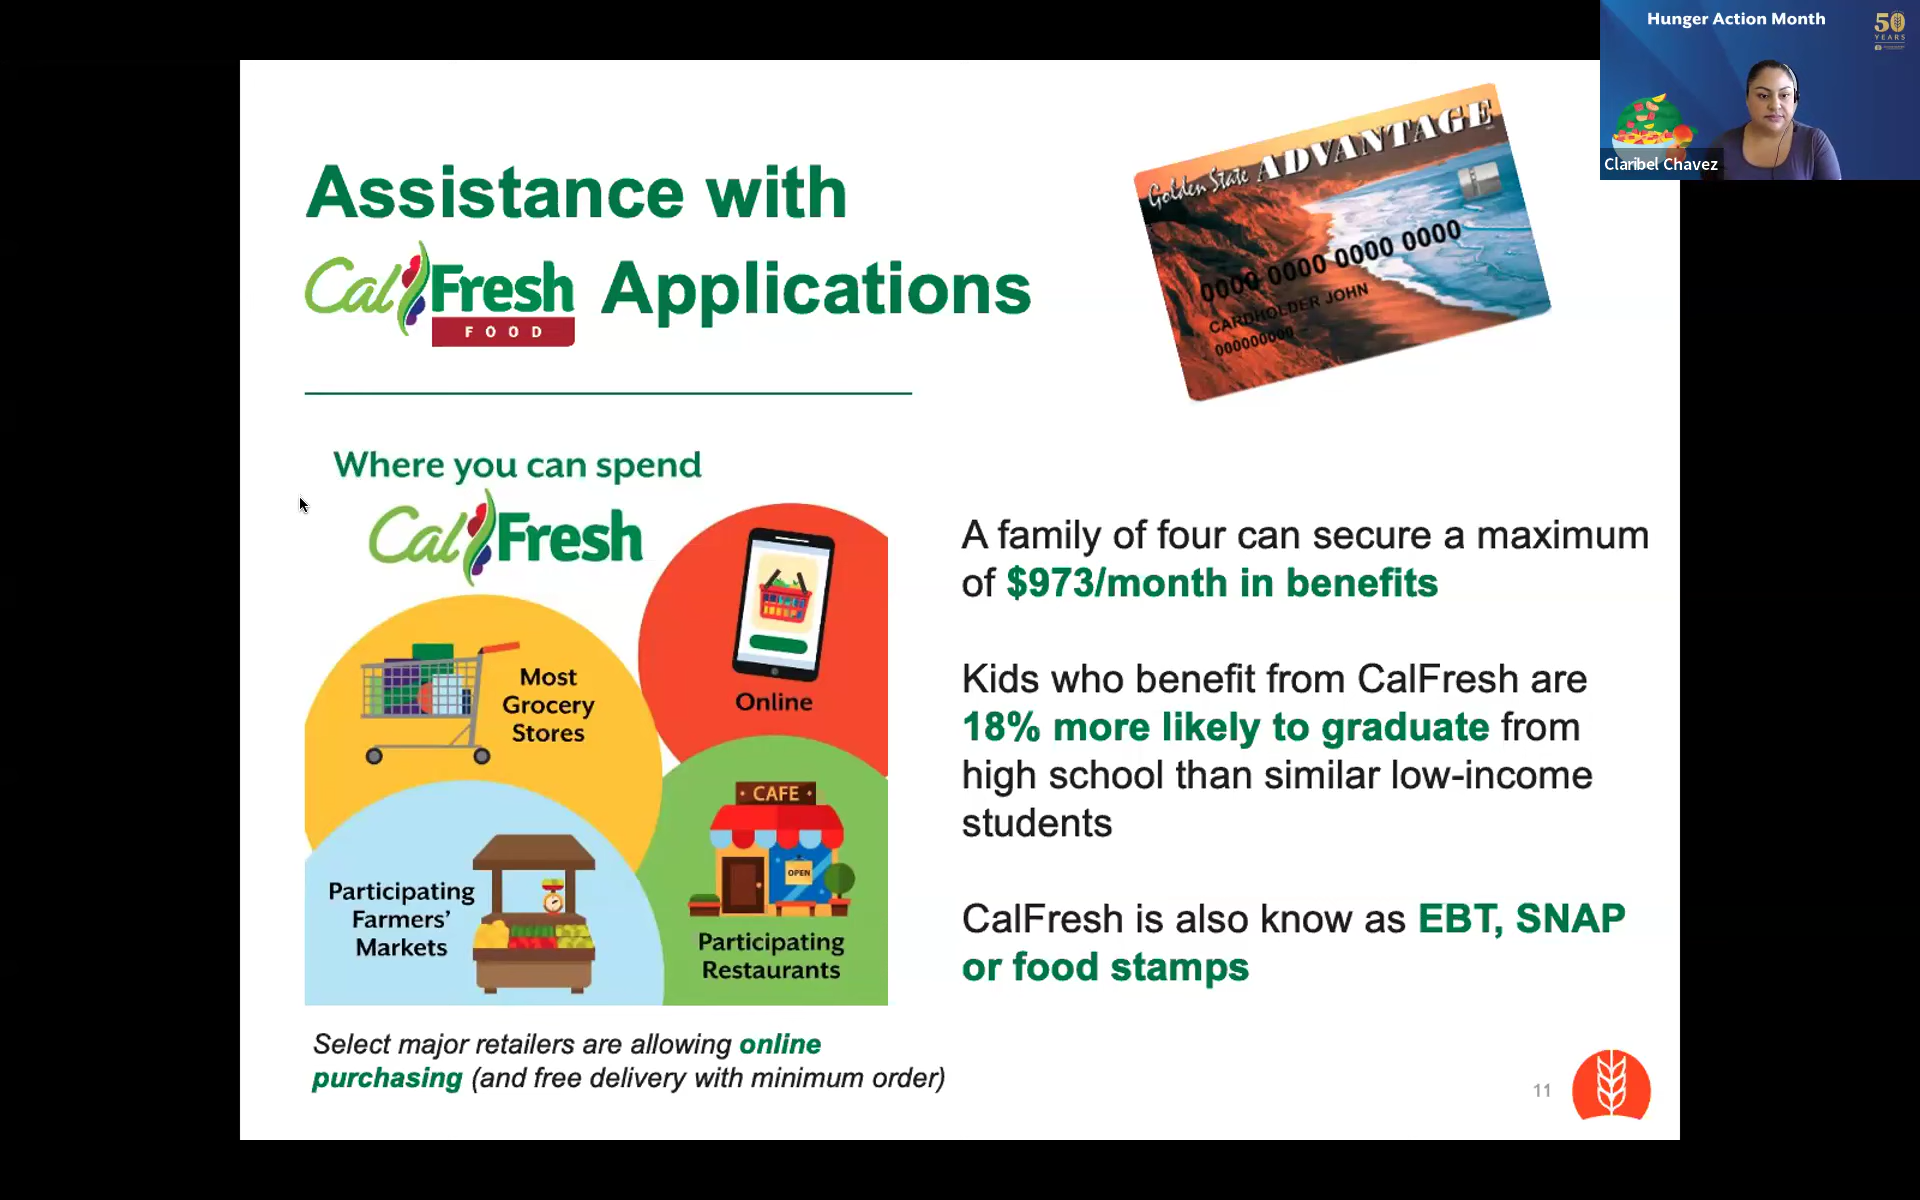 Hunger Action Month
50
YEARS
Claribel Chavez
Assistance with
CalFresh Applications
FOOD
Golden State ADVANTAGE
0000 0000 0000 0000
CARDHOLDER JOHN
000000000
Where you can spend
CalFresh
Online
Most
Grocery
Stores
CAFE
OPEN
Participating
Farmers’
Markets
Participating
Restaurants
Select major retailers are allowing online
purchasing (and free delivery with minimum order)
A family of four can secure a maximum
of $973/month in benefits
Kids who benefit from CalFresh are
18% more likely to graduate from
high school than similar low-income
students
CalFresh is also know as EBT, SNAP
or food stamps
11